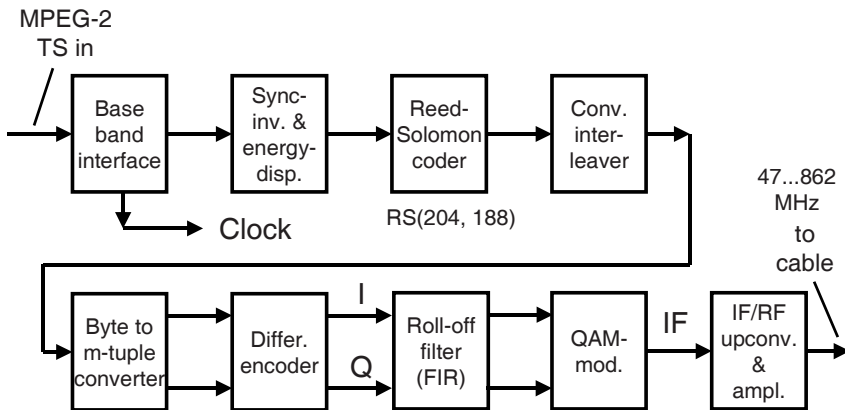 MPEG-2
TS in
Base
band
interface
Sync-
inv. &
energy-
disp.
Reed-
Solomon
coder
Conv.
inter-
leaver
Clock
RS(204, 188)
47...862
MHz
to
cable
Byte to
m-tuple
converter
Differ.
encoder
I
Q
Roll-off
filter
(FIR)
QAM-
mod.
IF
IF/RF
upconv.
&
ampl.